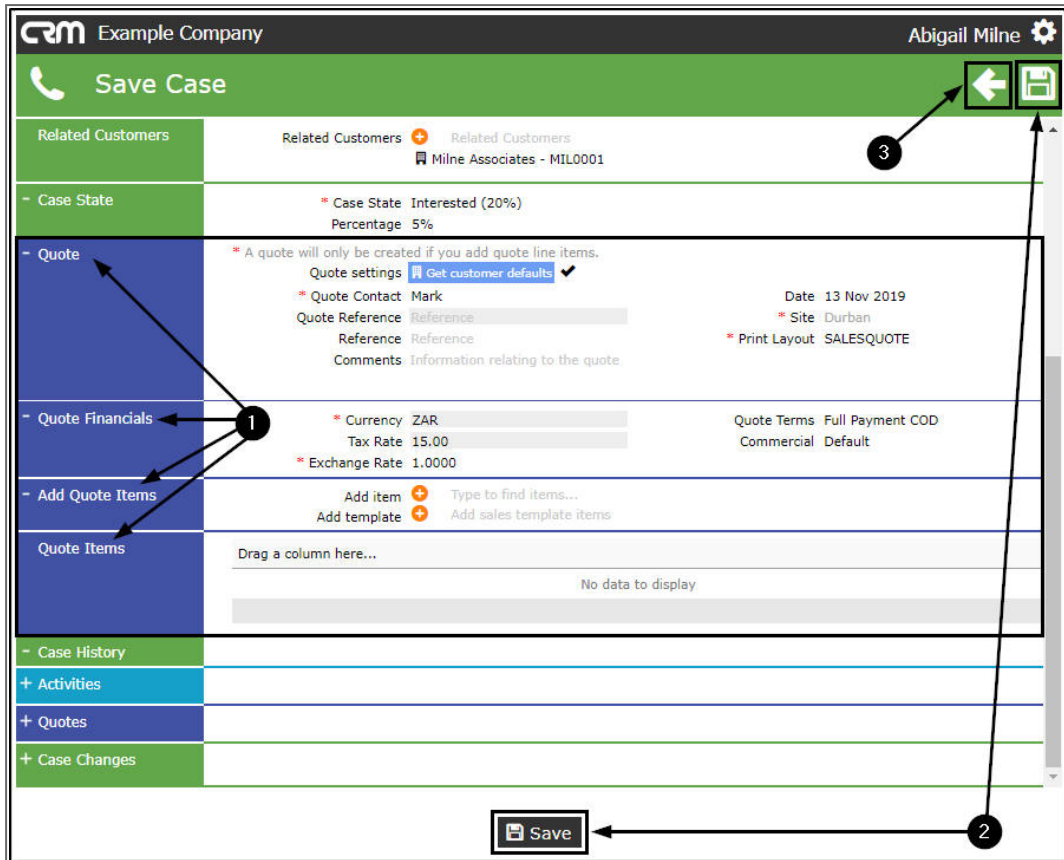 CRM Example Company Abigail Milne
Save Case
Related Customers
Related Customers Related Customers
Milne Associates - MIL0001
3
- Case State
* Case State Interested (20%)
Percentage 5%
- Quote
* A quote will only be created if you add quote line items.
Quote settings Get customer defaults
* Quote Contact Mark Date 13 Nov 2019
Quote Reference Reference * Site Durban
Reference Reference * Print Layout SALESQUOTE
Comments Information relating to the quote
- Quote Financials
1
* Currency ZAR Quote Terms Full Payment COD
Tax Rate 15.00 Commercial Default
* Exchange Rate 1.0000
- Add Quote Items
Add item Type to find items...
Add template Add sales template items
Quote Items
Drag a column here...
No data to display
- Case History
+ Activities
+ Quotes
+ Case Changes
Save
2